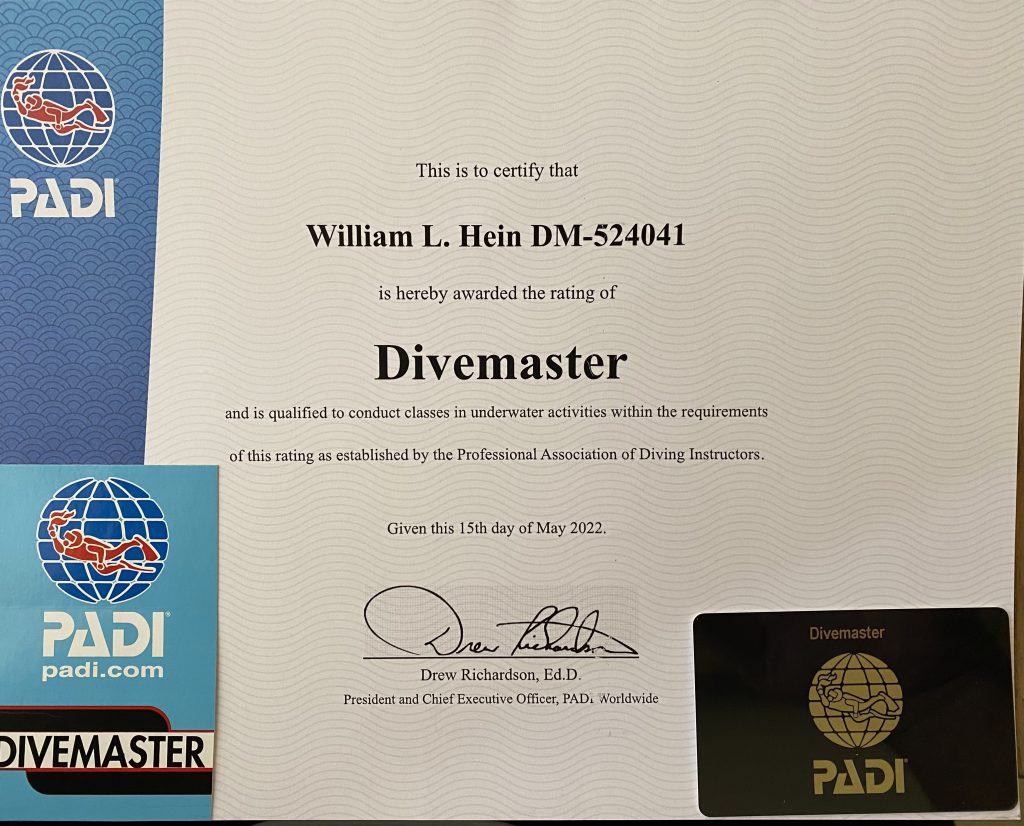 PADI
This is to certify that
William L. Hein DM-524041
is hereby awarded the rating of
Divemaster
and is qualified to conduct classes in underwater activities within the requirements
of this rating as established by the Professional Association of Diving Instructors.
Given this 15th day of May 2022.
Drew Richardson
Drew Richardson, Ed.D.
President and Chief Executive Officer, PADI Worldwide
PADI®
padi.com
DIVEMASTER
Divemaster
PADI